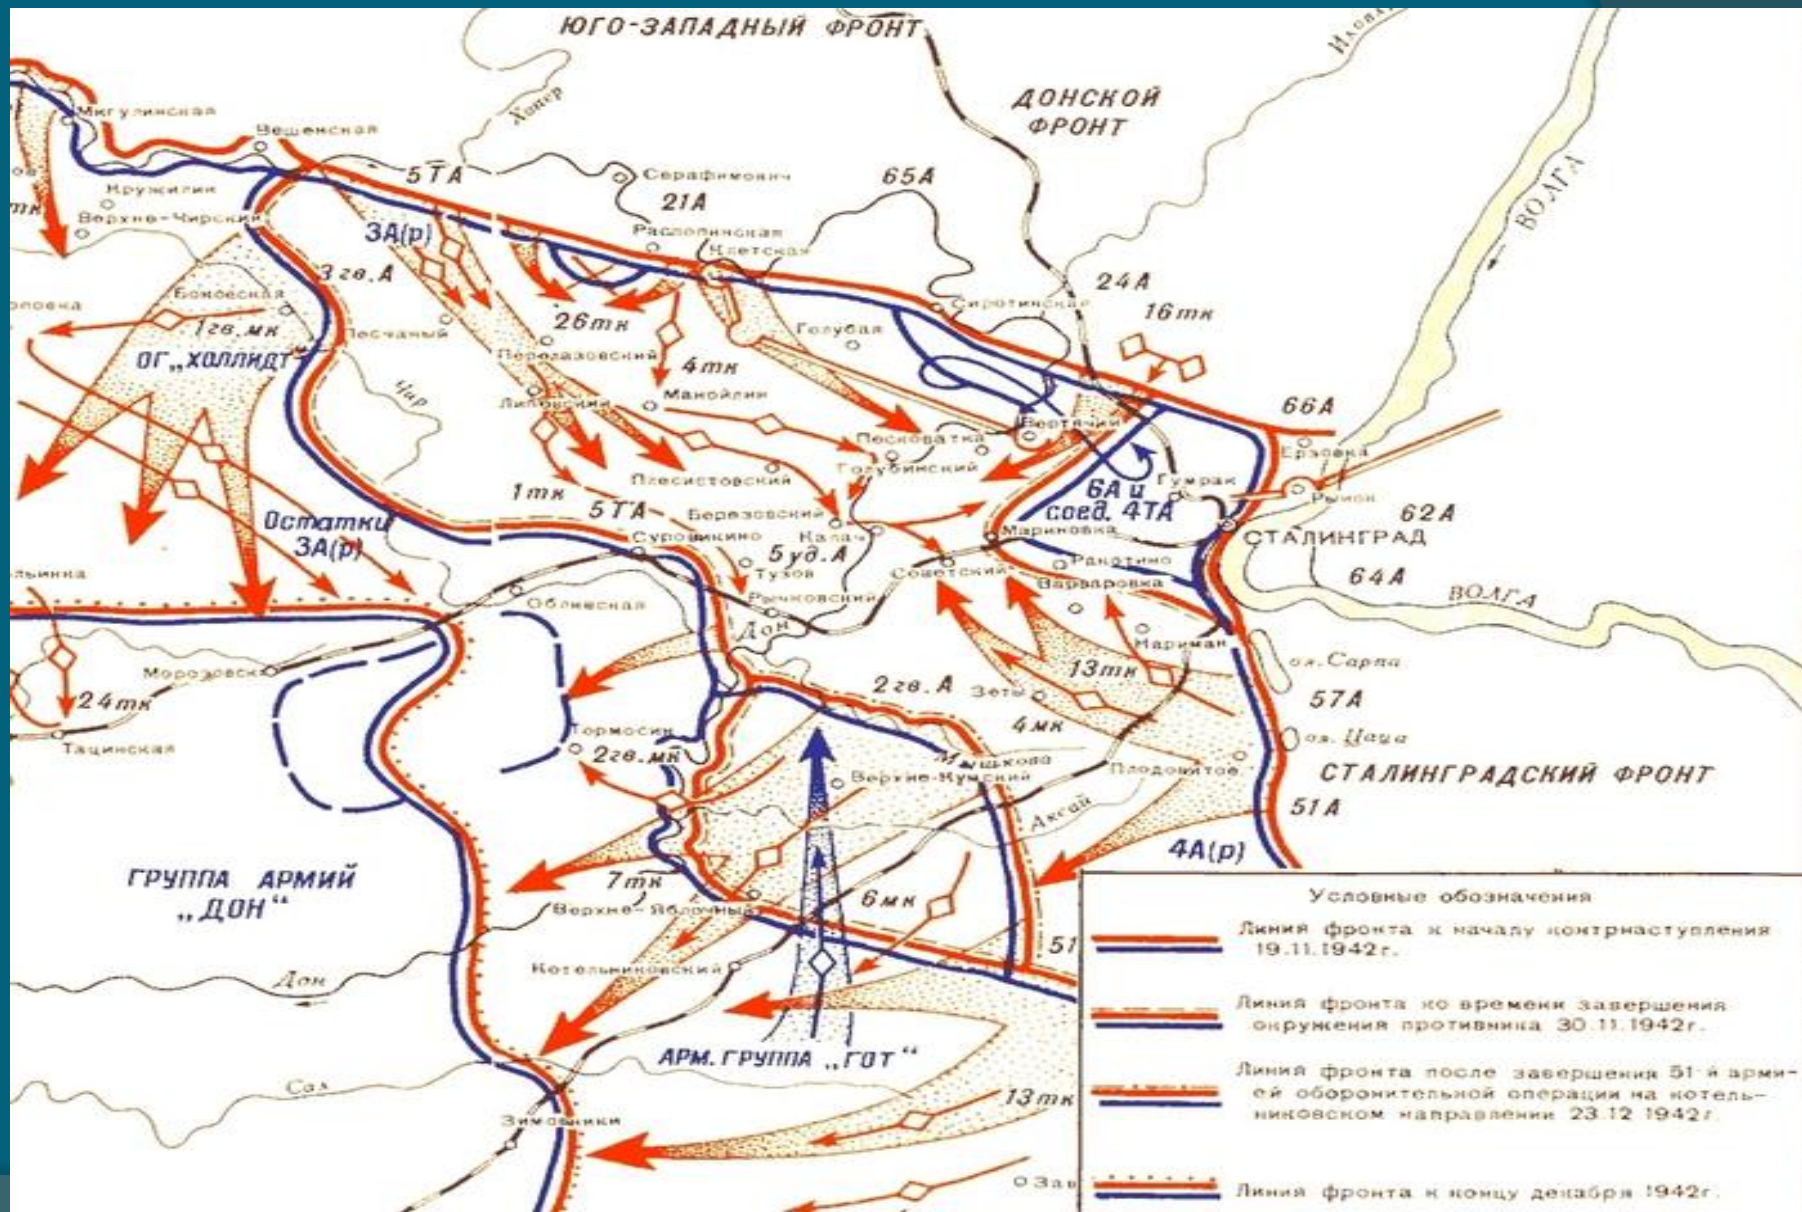 ЮГО-ЗАПАДНЫЙ ФРОНТ
ДОНСКОЙ
ФРОНТ
Хопер
ВОЛГА
Мигулинская
Вешенская
5ТА
Серафимович
65А
21А
Кружилин
Верхне-Чирский
3А(р)
Распопинская
Клетская
3 гв.А
24А
Боковская
1гв.мк
Песчаный
26тк
Голубая
Сиротинская
16тк
ОГ „ХОЛЛИДТ"
Перелазовский
4тк
Чир
Липовский
Манойлин
66А
Вертячий
Песковатка
Ерзовка
Голубинский
Плесистовский
1тк
5ТА
6А и
соед. 4ТА
Гумрак
Рынок
62А
Остатки
3А(р)
Березовский
Калач
Мариновка
СТАЛИНГРАД
Суровикино
5уд.А
Тузов
Советский
Ракотино
Варваровка
64А
Обливская
Рычковский
Дон
ВОЛГА
Нариман
Морозовск
13тк
оз. Сарпа
24тк
2гв.А
Зеты
57А
Тацинская
Тормосин
2гв.мк
4мк
оз. Цаца
Мышкова
Верхне-Кумский
Плодовитое
СТАЛИНГРАДСКИЙ ФРОНТ
Аксай
51А
4А(р)
ГРУППА АРМИЙ
„ДОН"
7тк
6мк
Верхне-Яблочный
51
Котельниковский
Дон
АРМ. ГРУППА „ГОТ"
Сал
13тк
Зимовники
Зав
Условные обозначения
Линия фронта к началу контрнаступления
19.11.1942г.
Линия фронта ко времени завершения
окружения противника 30.11.1942г.
Линия фронта после завершения 51-й арми-
ей оборонительной операции на котель-
никовском направлении 23.12 1942г.
Линия фронта к концу декабря 1942г.